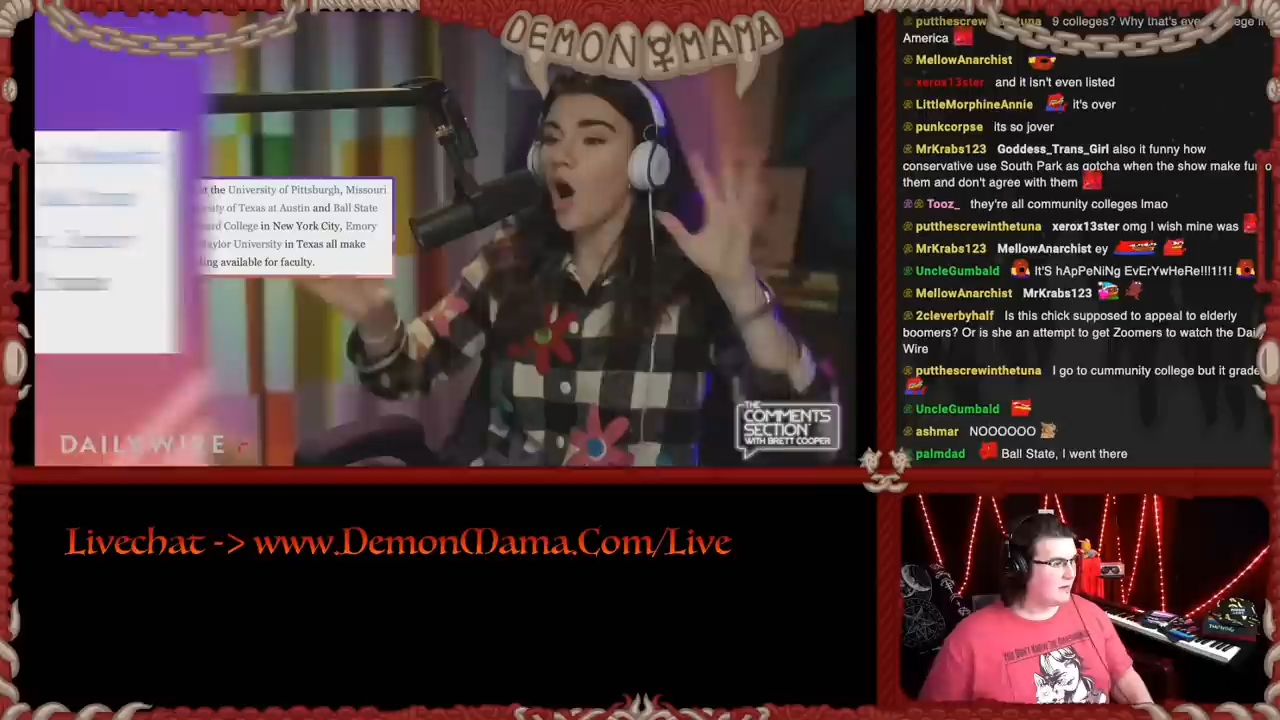 DEMON MAMA
at the University of Pittsburgh, Missouri
of Texas at Austin and Ball State
College in New York City, Emory
University in Texas all make
available for faculty.
DAILY WIRE
THE
COMMENTS
SECTION
WITH BRETT COOPER
putthescrewinthetuna 9 colleges? Why that's every college in
America
MellowAnarchist
xerox13ster and it isn't even listed
LittleMorphineAnnie it's over
punkcorpse its so jover
MrKrabs123 Goddess_Trans_Girl also it funny how
conservative use South Park as gotcha when the show make fun of
them and don't agree with them
Tooz_ they're all community colleges lmao
putthescrewinthetuna xerox13ster omg I wish mine was
MrKrabs123 MellowAnarchist ey
UncleGumbald It'S hApPeNiNg EvErYwHeRe!!!1!1!
MellowAnarchist MrKrabs123
2cleverbyhalf Is this chick supposed to appeal to elderly
boomers? Or is she an attempt to get Zoomers to watch the Daily
Wire
putthescrewinthetuna I go to cummunity college but it grade
UncleGumbald
ashmar NOOOOOO
palmdad Ball State, I went there
Livechat -> www.DemonMama.Com/Live